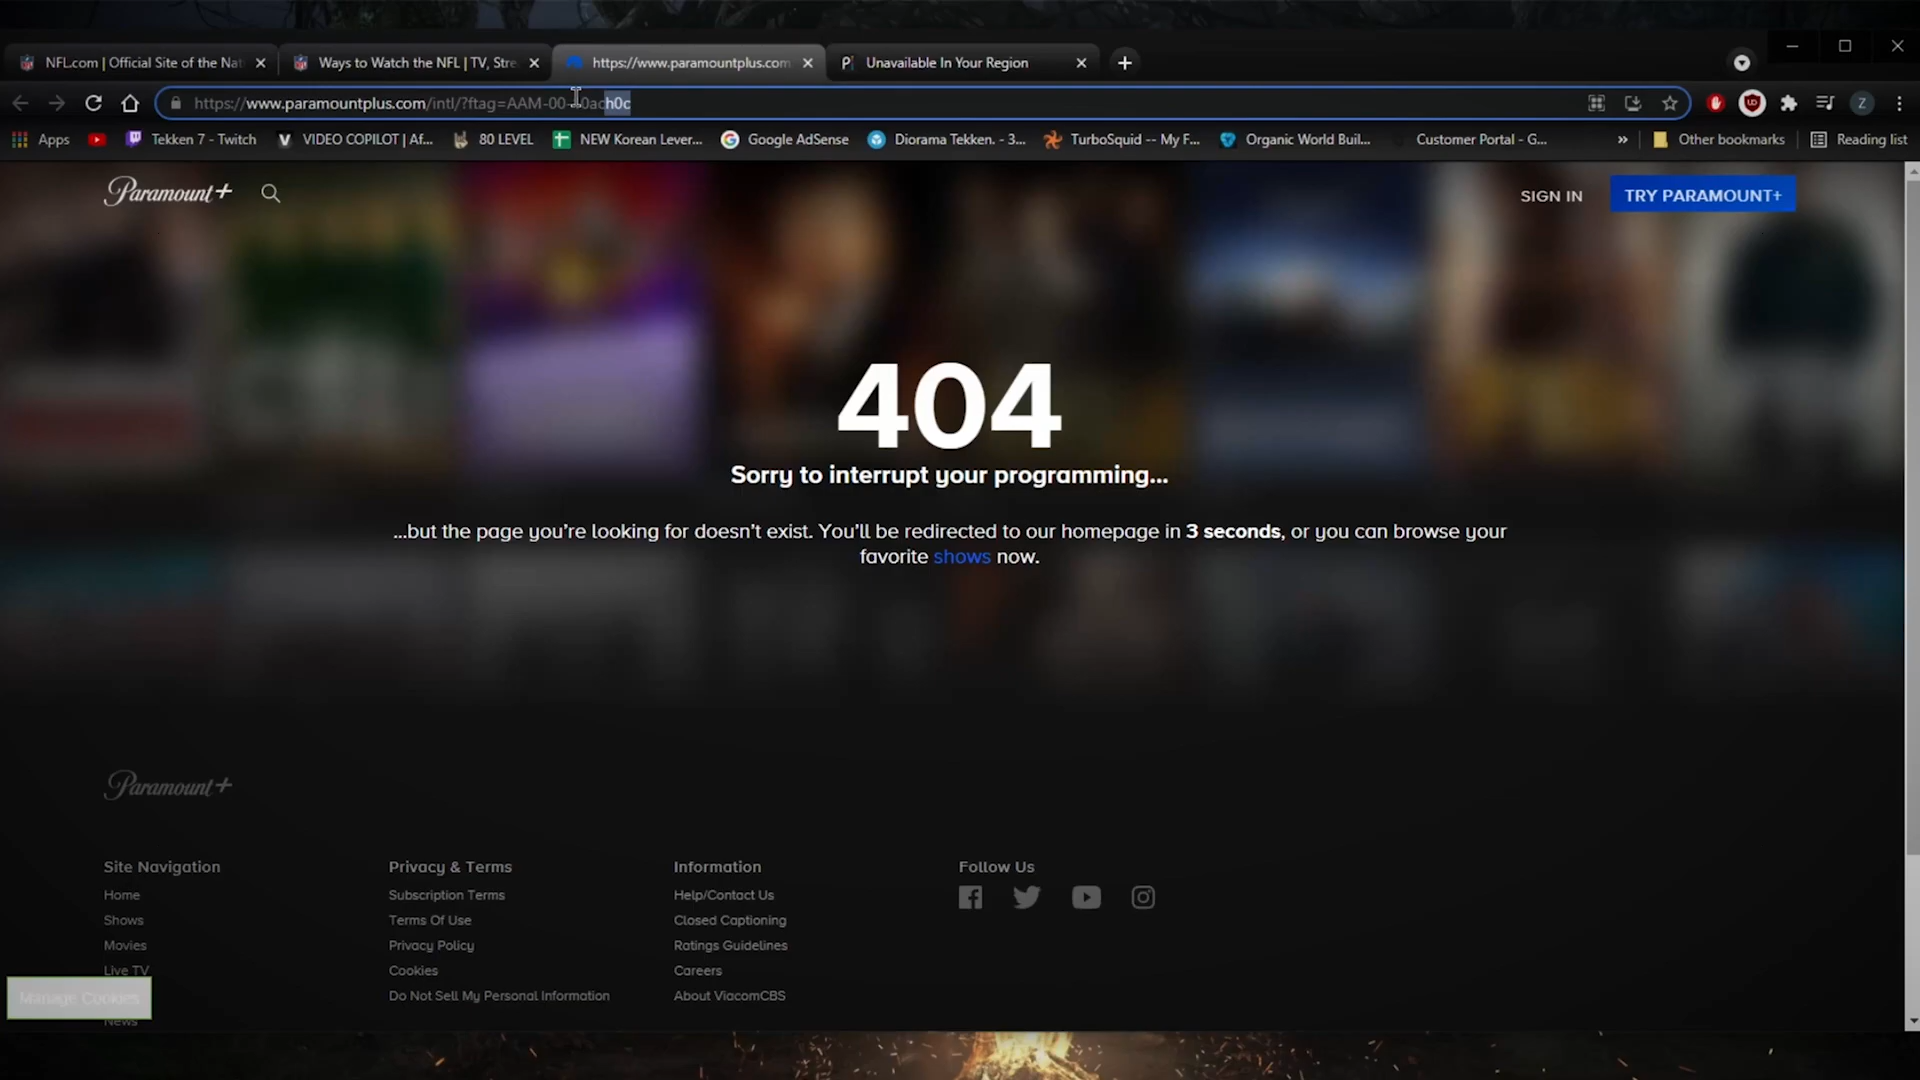 NFL.com | Official Site of the Nat
Ways to Watch the NFL | TV, Stre
https://www.paramountplus.com
Unavailable In Your Region
https://www.paramountplus.com/intl/?ftag=AAM-00- 0ach0c
Z
Apps
Tekken 7 - Twitch
VIDEO COPILOT | Af...
80 LEVEL
NEW Korean Lever...
Google AdSense
Diorama Tekken. - 3...
TurboSquid -- My F...
Organic World Buil...
Customer Portal - G...
»
Other bookmarks
Reading list
Paramount+
SIGN IN
TRY PARAMOUNT+
404
Sorry to interrupt your programming...
...but the page you're looking for doesn't exist. You'll be redirected to our homepage in 3 seconds, or you can browse your
favorite shows now.
Paramount+
Site Navigation
Home
Shows
Movies
Live TV
Manage Cookies
News
Privacy & Terms
Subscription Terms
Terms Of Use
Privacy Policy
Cookies
Do Not Sell My Personal Information
Information
Help/Contact Us
Closed Captioning
Ratings Guidelines
Careers
About ViacomCBS
Follow Us